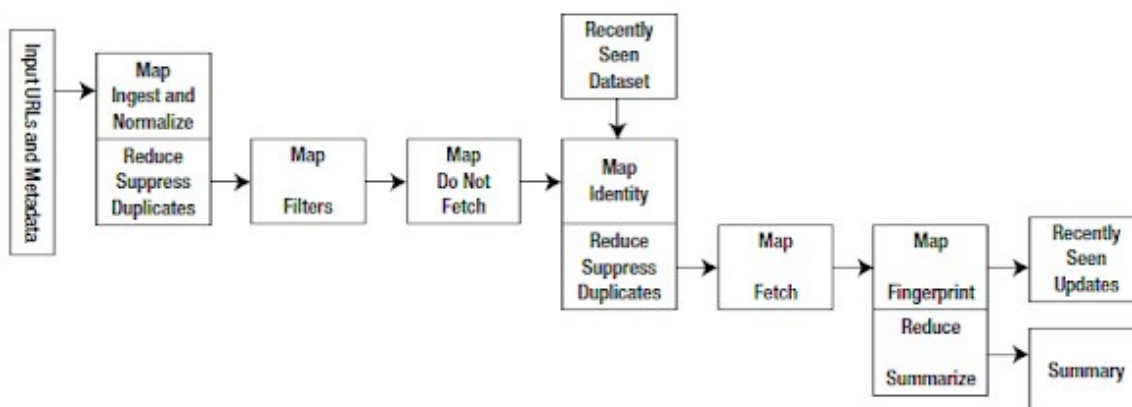 Input URLs and Metadata
Map
Ingest and
Normalize
Reduce
Suppress
Duplicates
Map
Filters
Map
Do Not
Fetch
Recently
Seen
Dataset
Map
Identity
Reduce
Suppress
Duplicates
Map
Fetch
Map
Fingerprint
Reduce
Summarize
Recently
Seen
Updates
Summary